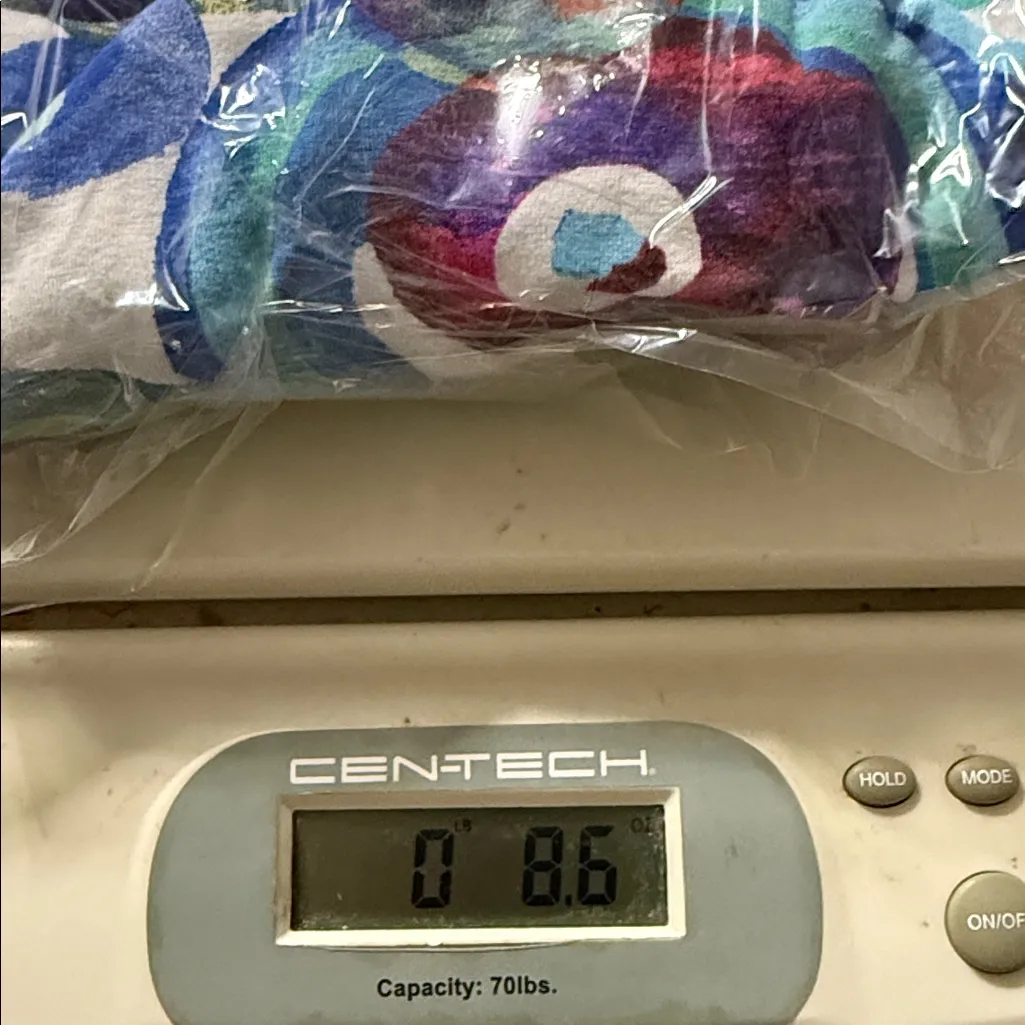 CEN-TECH®
HOLD
MODE
0 LB 8.6 OZ
ON/OF
Capacity: 70lbs.